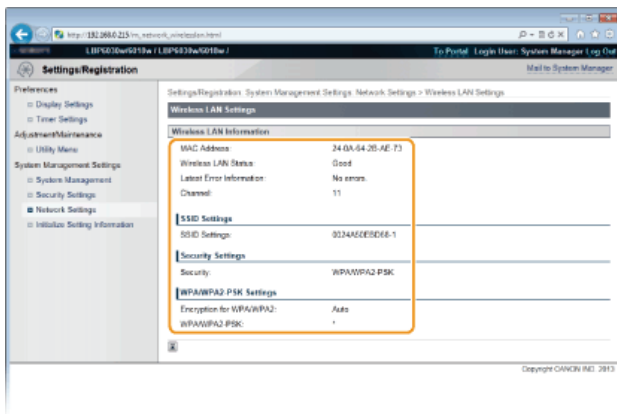 http://192.168.0.215/m_network_wirelesslan.html
LBP6030w/6018w / LBP6030w/6018w /
To Portal Login User: System Manager Log Out
Settings/Registration
Mail to System Manager
Preferences
Display Settings
Timer Settings
Adjustment/Maintenance
Utility Menu
System Management Settings
System Management
Security Settings
Network Settings
Initialize Setting Information
Settings/Registration: System Management Settings: Network Settings > Wireless LAN Settings
Wireless LAN Settings
Wireless LAN Information
MAC Address: 24-0A-64-2B-AE-73
Wireless LAN Status: Good
Latest Error Information: No errors.
Channel: 11
SSID Settings
SSID Settings: 0024A50EBD68-1
Security Settings
Security: WPA/WPA2-PSK
WPA/WPA2-PSK Settings
Encryption for WPA/WPA2: Auto
WPA/WPA2-PSK: *
Copyright CANON INC. 2013